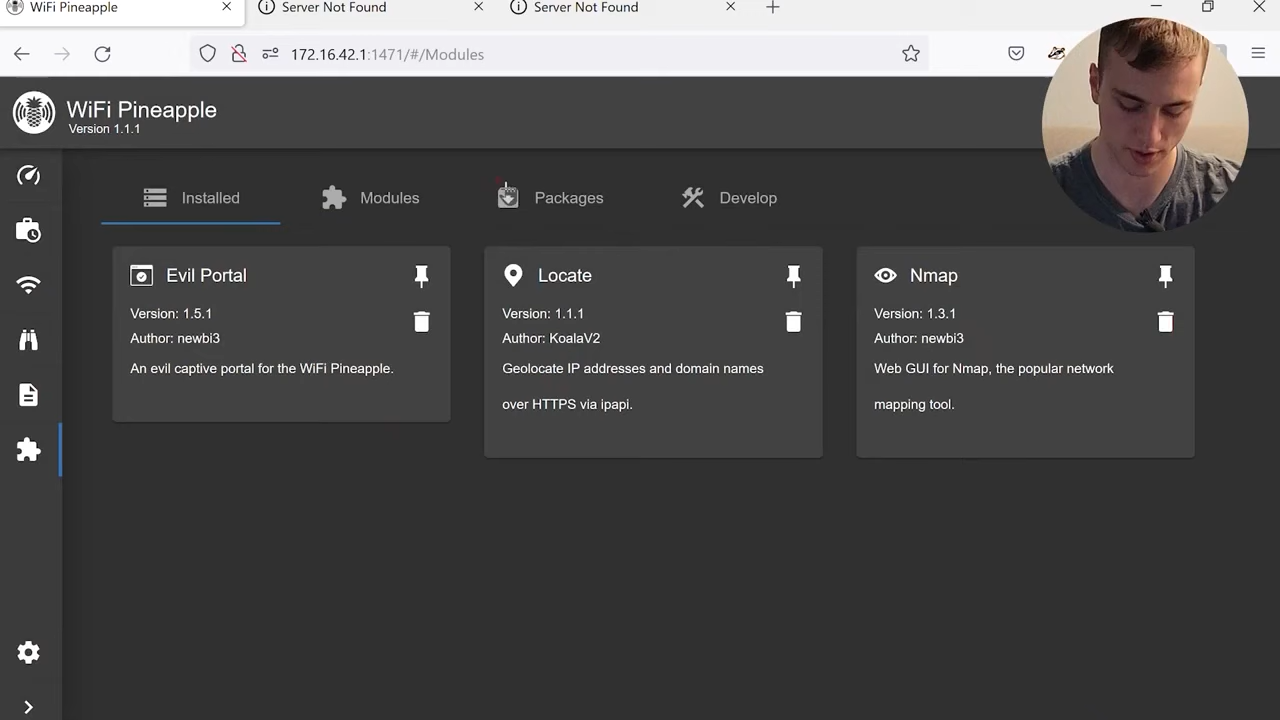 WiFi Pineapple
Server Not Found
Server Not Found
172.16.42.1:1471/#/Modules
WiFi Pineapple
Version 1.1.1
Installed
Modules
Packages
Develop
Evil Portal
Version: 1.5.1
Author: newbi3
An evil captive portal for the WiFi Pineapple.
Locate
Version: 1.1.1
Author: KoalaV2
Geolocate IP addresses and domain names
over HTTPS via ipapi.
Nmap
Version: 1.3.1
Author: newbi3
Web GUI for Nmap, the popular network
mapping tool.